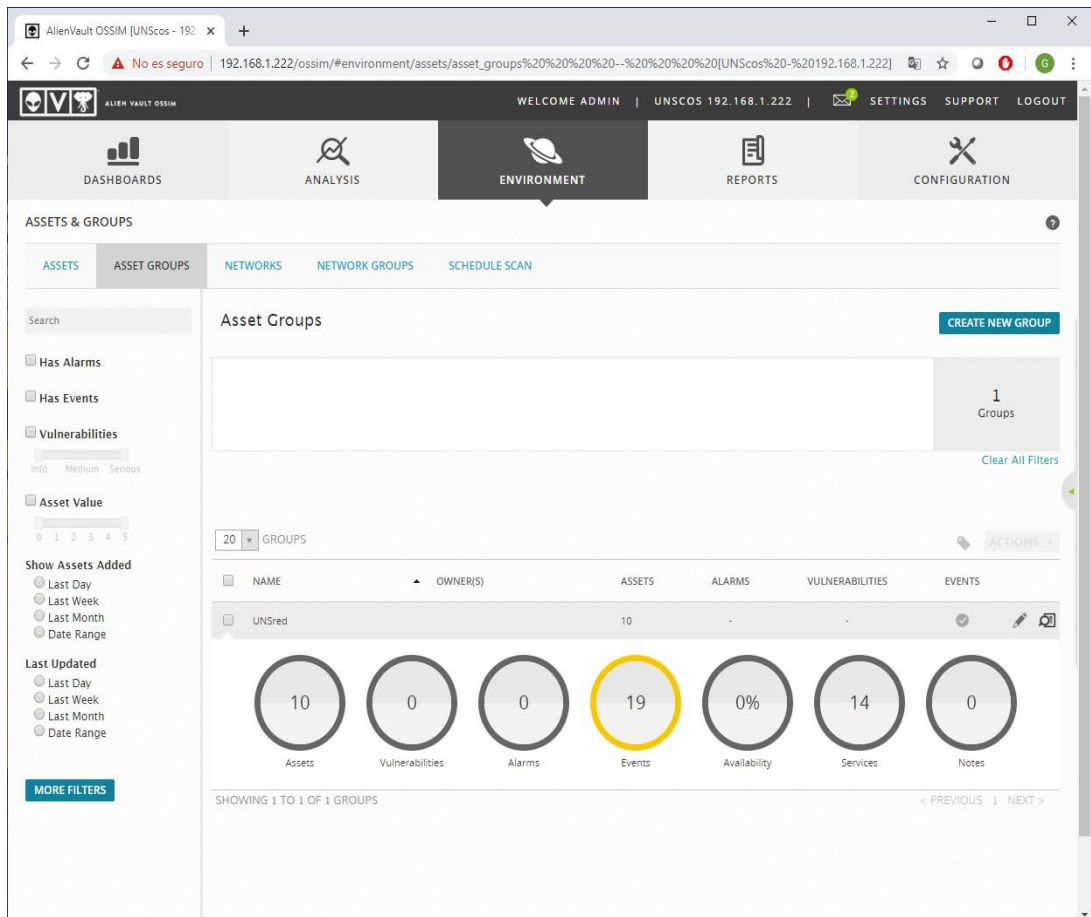 AlienVault OSSIM [UNScos - 192
No es seguro | 192.168.1.222/ossim/#environment/assets/asset_groups%20%20%20%20--%20%20%20%20[UNScos%20-%20192.168.1.222]
G
ALIEN VAULT OSSIM
WELCOME ADMIN | UNSCOS 192.168.1.222 | 2 SETTINGS SUPPORT LOGOUT
DASHBOARDS ANALYSIS ENVIRONMENT REPORTS CONFIGURATION
ASSETS & GROUPS
ASSETS ASSET GROUPS NETWORKS NETWORK GROUPS SCHEDULE SCAN
Search
Has Alarms
Has Events
Vulnerabilities
Info Medium Serious
Asset Value
0 1 2 3 4 5
Show Assets Added
Last Day
Last Week
Last Month
Date Range
Last Updated
Last Day
Last Week
Last Month
Date Range
MORE FILTERS
Asset Groups
CREATE NEW GROUP
1
Groups
Clear All Filters
20 GROUPS
ACTIONS
NAME OWNER(S) ASSETS ALARMS VULNERABILITIES EVENTS
UNSred 10 - -
10 0 0 19 0% 14 0
Assets Vulnerabilities Alarms Events Availability Services Notes
SHOWING 1 TO 1 OF 1 GROUPS
< PREVIOUS 1 NEXT >